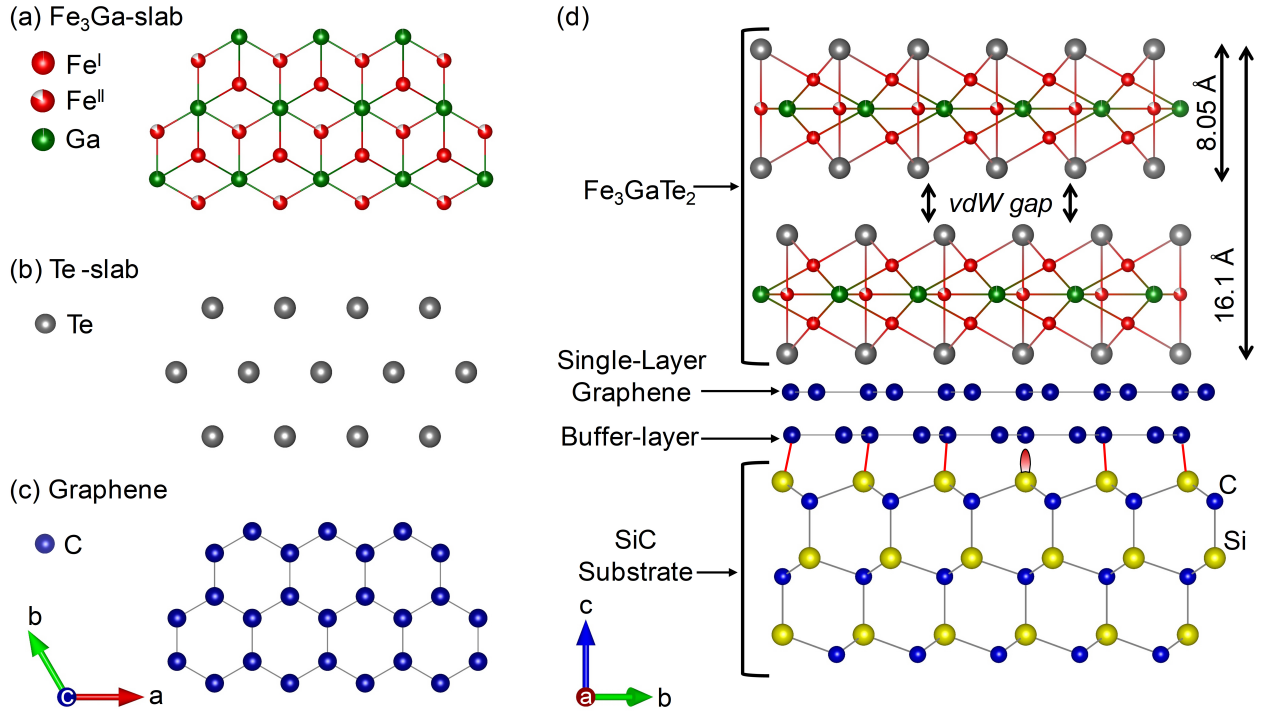 (a) Fe₃Ga-slab
Feᴵ
Feᴵᴵ
Ga
(b) Te -slab
Te
(c) Graphene
C
b
c
a
(d)
Fe₃GaTe₂
vdW gap
8.05 Å
16.1 Å
Single-Layer
Graphene
Buffer-layer
SiC
Substrate
C
Si
c
a
b